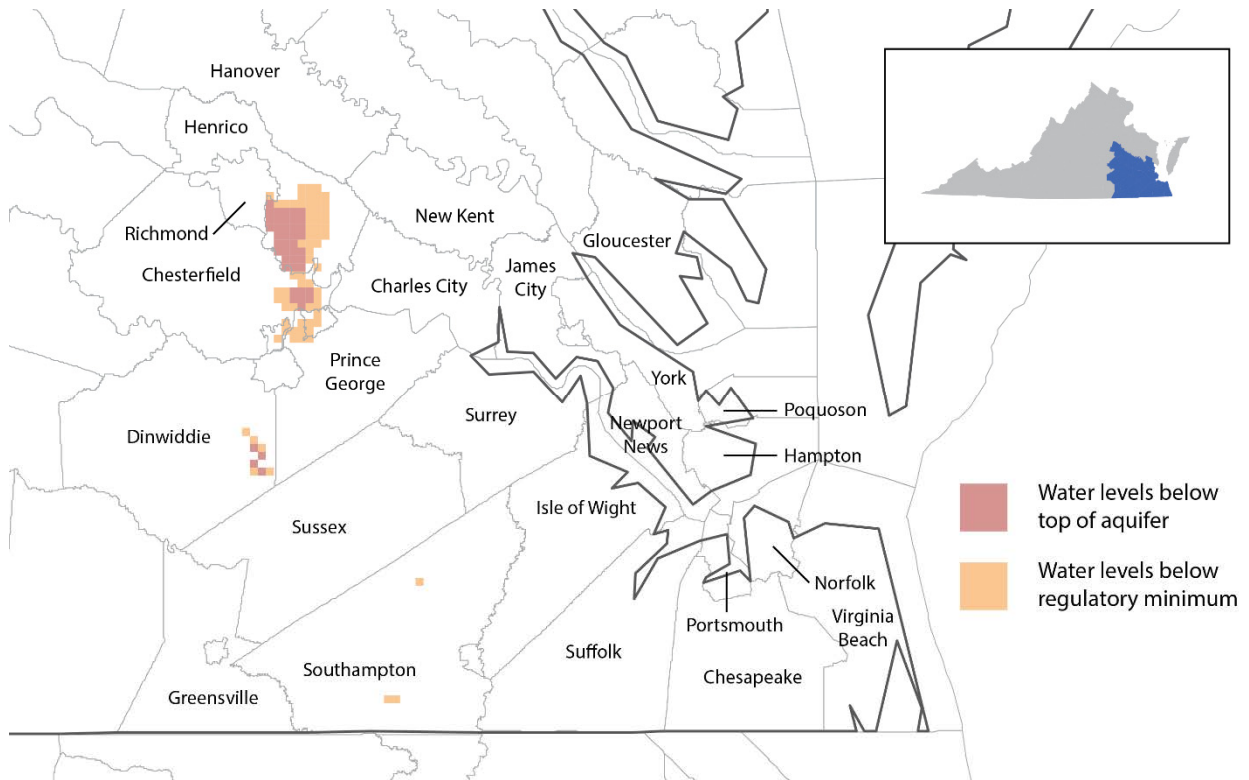 Hanover
Henrico
Richmond
New Kent
Gloucester
Chesterfield
James
City
Charles City
Prince
George
York
Poquoson
Surrey
Newport
News
Dinwiddie
Hampton
Isle of Wight
Water levels below
top of aquifer
Sussex
Norfolk
Water levels below
regulatory minimum
Portsmouth
Virginia
Beach
Suffolk
Southampton
Chesapeake
Greensville